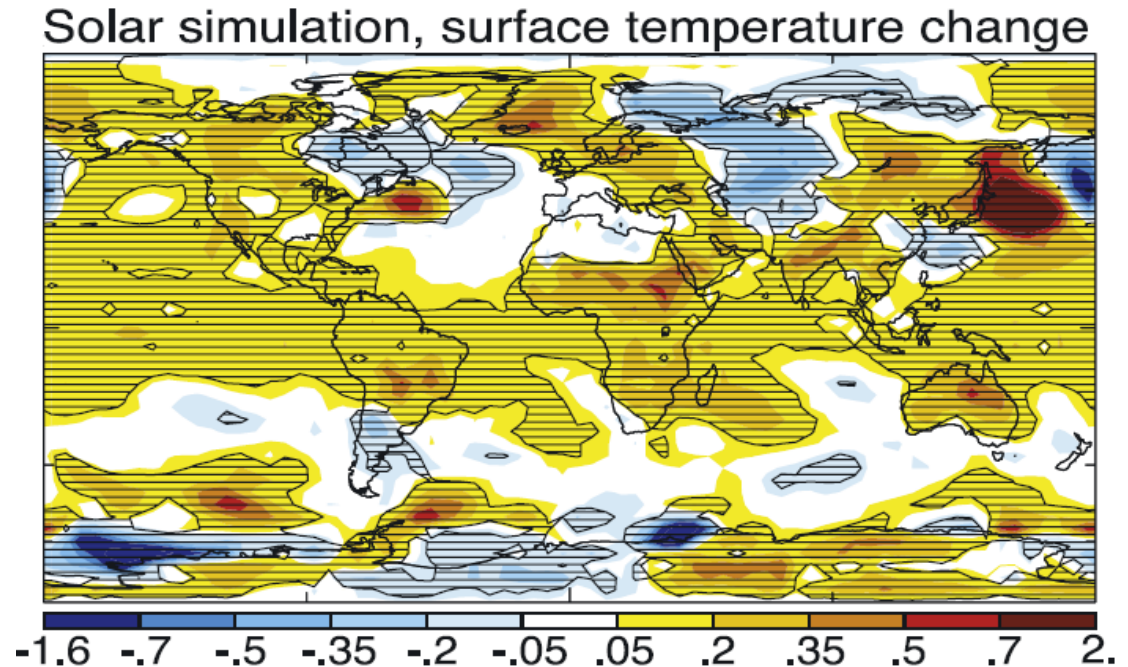 Solar simulation, surface temperature change
-1.6 -.7 -.5 -.35 -.2 -.05 .05 .2 .35 .5 .7 2.